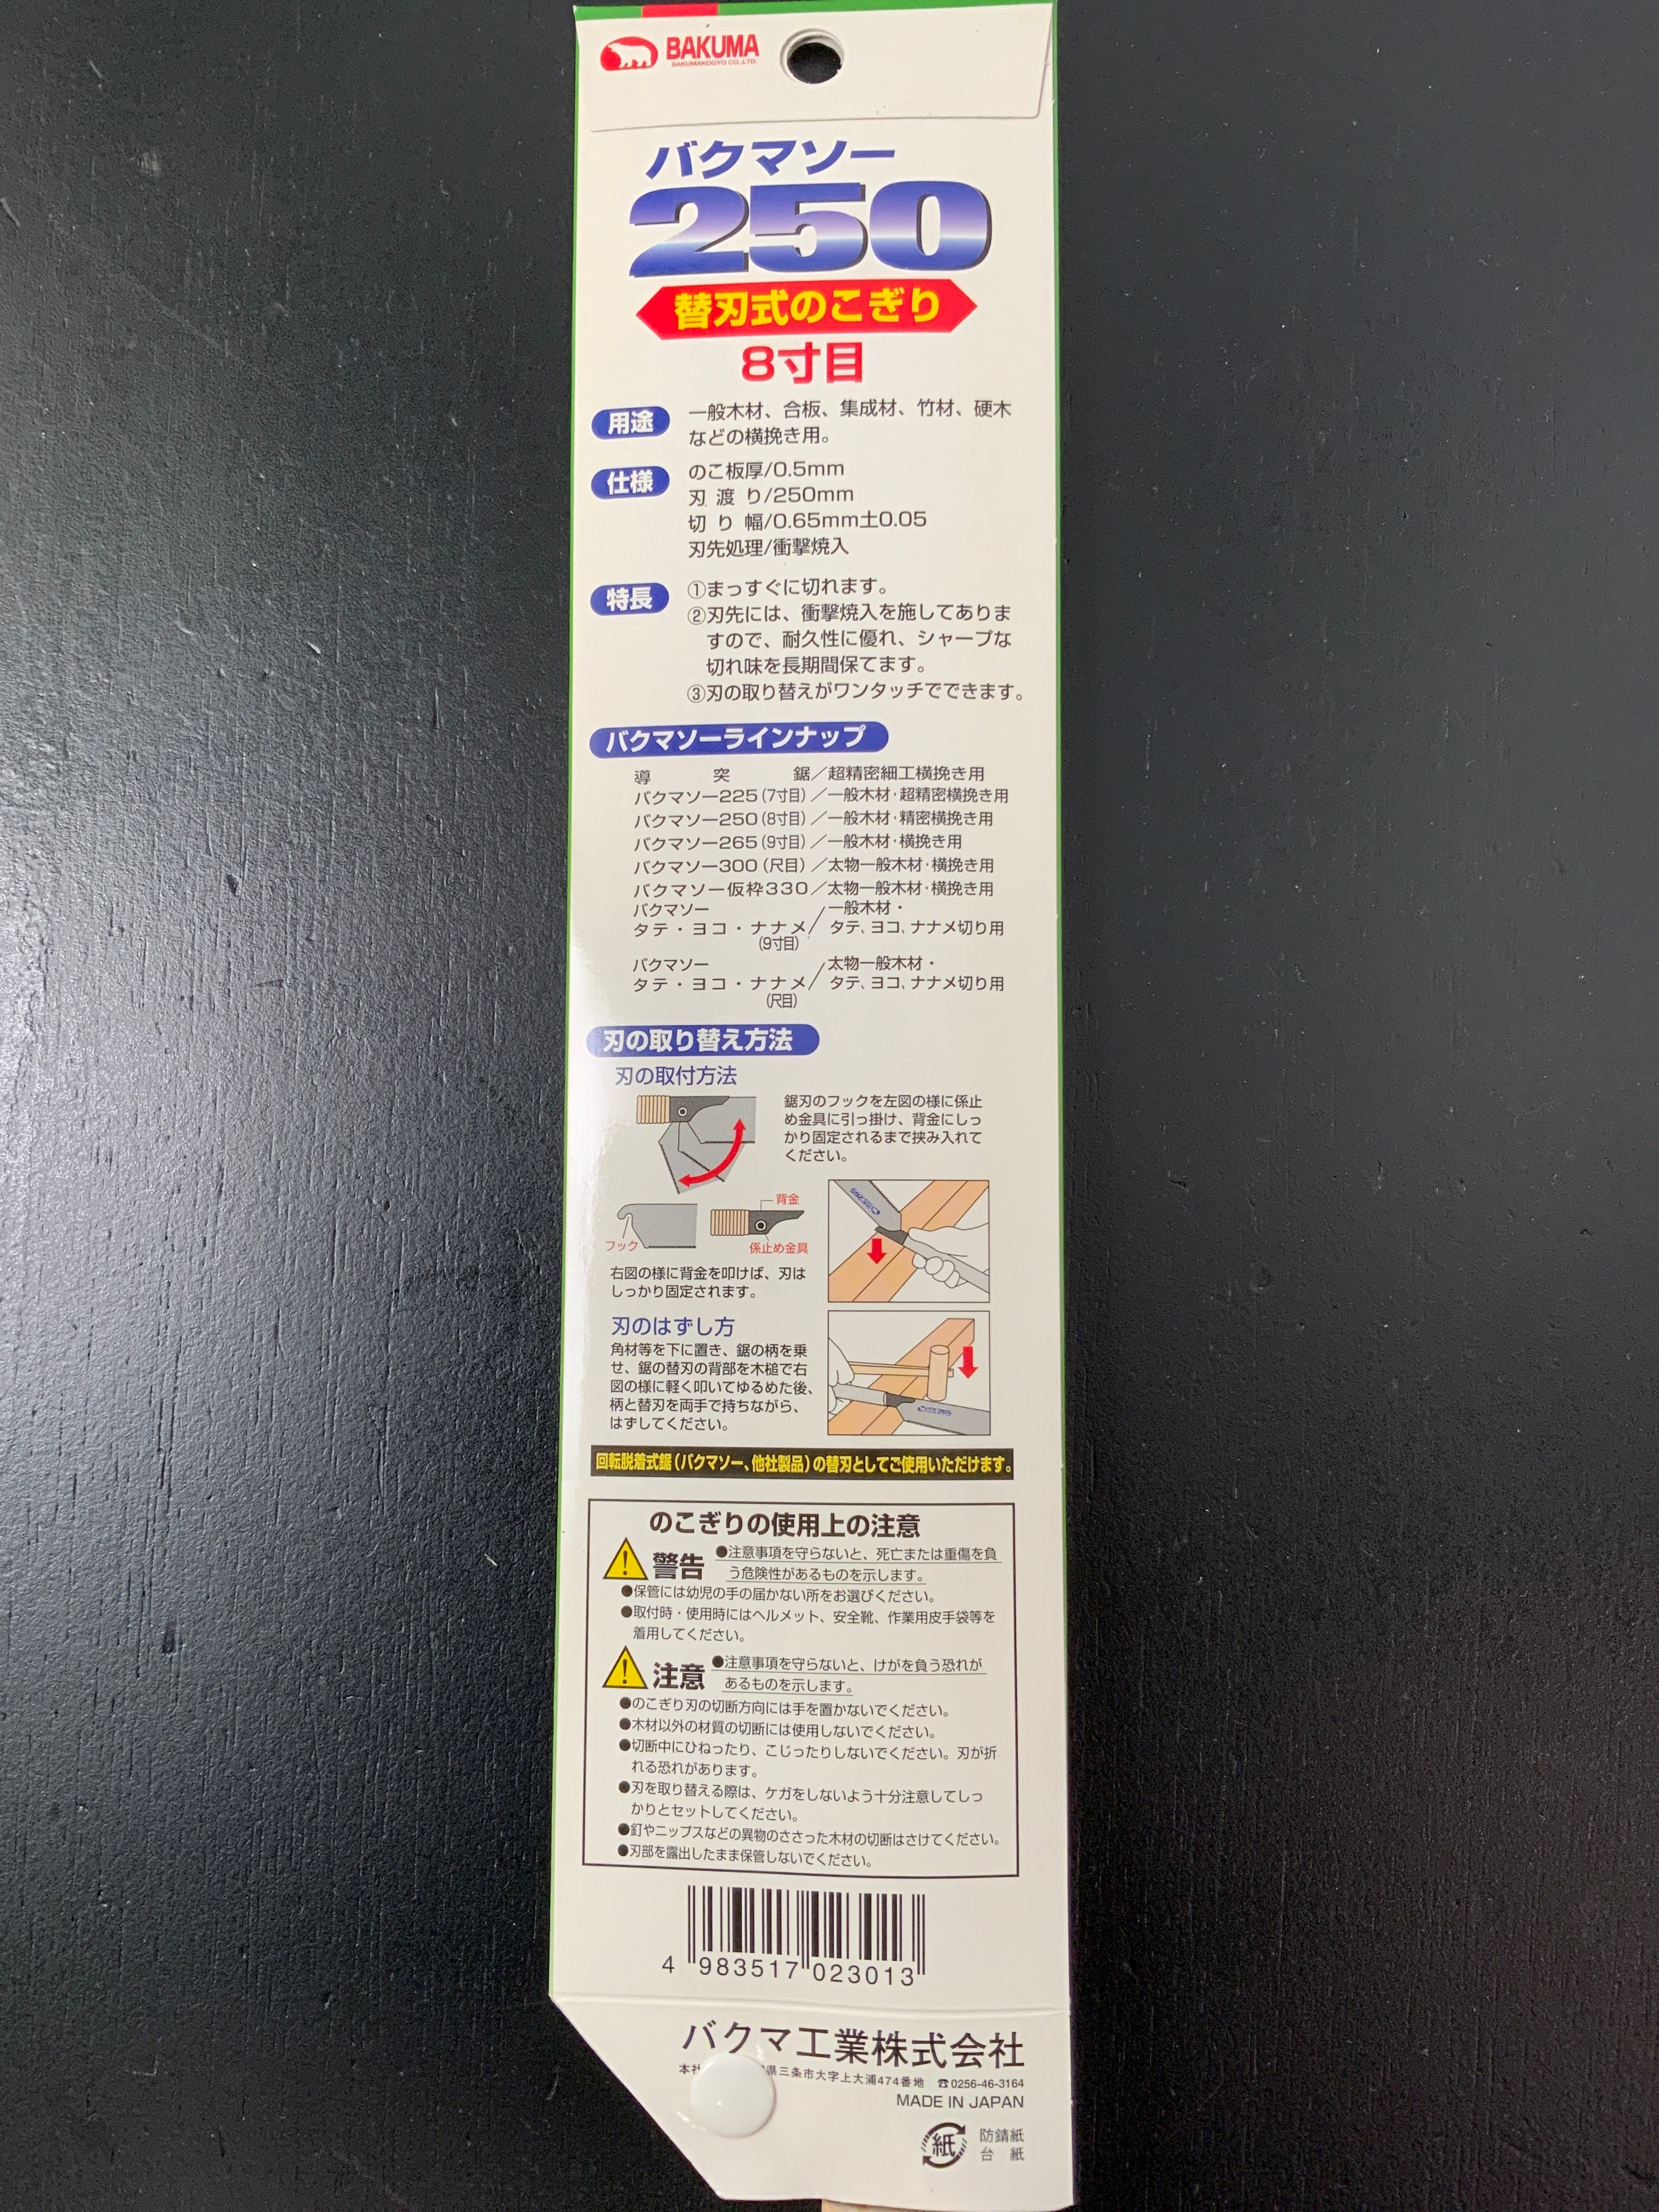 BAKUMA
BAKUMAKOGYO CO.,LTD.
バクマソー
250
替刃式のこぎり
8寸目
用途
一般木材、合板、集成材、竹材、硬木
などの横挽き用。
仕様
のこ板厚/0.5mm
刃 渡 り/250mm
切 り 幅/0.65mm±0.05
刃先処理/衝撃焼入
特長
①まっすぐに切れます。
②刃先には、衝撃焼入を施してありま
すので、耐久性に優れ、シャープな
切れ味を長期間保てます。
③刃の取り替えがワンタッチでできます。
バクマソーラインナップ
導 突 鋸／超精密細工横挽き用
バクマソー225(7寸目)／一般木材・超精密横挽き用
バクマソー250(8寸目)／一般木材・精密横挽き用
バクマソー265(9寸目)／一般木材・横挽き用
バクマソー300(尺目)／太物一般木材・横挽き用
バクマソー仮枠330／太物一般木材・横挽き用
バクマソー 一般木材・
タテ・ヨコ・ナナメ／タテ、ヨコ、ナナメ切り用
(9寸目)
バクマソー 太物一般木材・
タテ・ヨコ・ナナメ／タテ、ヨコ、ナナメ切り用
(尺目)
刃の取り替え方法
刃の取付方法
鋸刃のフックを左図の様に係止
め金具に引っ掛け、背金にしっ
かり固定されるまで挟み入れて
ください。
背金
フック
係止め金具
265
右図の様に背金を叩けば、刃は
しっかり固定されます。
刃のはずし方
角材等を下に置き、鋸の柄を乗
せ、鋸の替刃の背部を木槌で右
図の様に軽く叩いてゆるめた後、
柄と替刃を両手で持ちながら、
はずしてください。
265
回転脱着式鋸(バクマソー、他社製品)の替刃としてご使用いただけます。
のこぎりの使用上の注意
警告
●注意事項を守らないと、死亡または重傷を負
う危険性があるものを示します。
●保管には幼児の手の届かない所をお選びください。
●取付時・使用時にはヘルメット、安全靴、作業用皮手袋等を
着用してください。
注意
●注意事項を守らないと、けがを負う恐れが
あるものを示します。
●のこぎり刃の切断方向には手を置かないでください。
●木材以外の材質の切断には使用しないでください。
●切断中にひねったり、こじったりしないでください。刃が折
れる恐れがあります。
●刃を取り替える際は、ケガをしないよう十分注意してしっ
かりとセットしてください。
●釘やニップスなどの異物のささった木材の切断はさけてください。
●刃部を露出したまま保管しないでください。
4 983517 023013
バクマ工業株式会社
本社 県三条市大字上大浦474番地 ☎0256-46-3164
MADE IN JAPAN
紙
防錆紙
台 紙